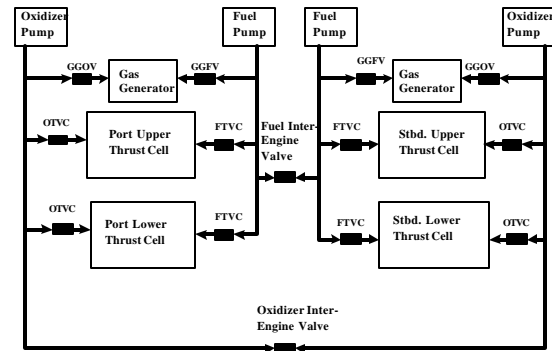 Oxidizer
Pump
Fuel
Pump
Fuel
Pump
Oxidizer
Pump
GGOV
Gas
Generator
GGFV
GGFV
Gas
Generator
GGOV
OTVC
Port Upper
Thrust Cell
FTVC
Fuel Inter-
Engine
Valve
FTVC
Stbd. Upper
Thrust Cell
OTVC
OTVC
Port Lower
Thrust Cell
FTVC
FTVC
Stbd. Lower
Thrust Cell
OTVC
Oxidizer Inter-
Engine Valve